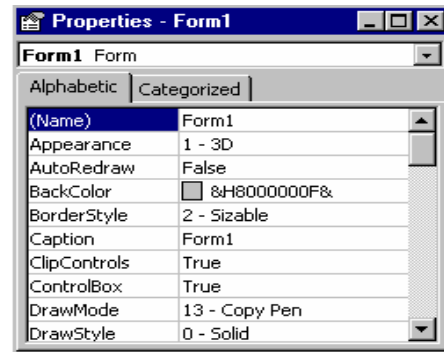 Properties - Form1
Form1 Form
Alphabetic Categorized
(Name) Form1
Appearance 1 - 3D
AutoRedraw False
BackColor &H8000000F&
BorderStyle 2 - Sizable
Caption Form1
ClipControls True
ControlBox True
DrawMode 13 - Copy Pen
DrawStyle 0 - Solid